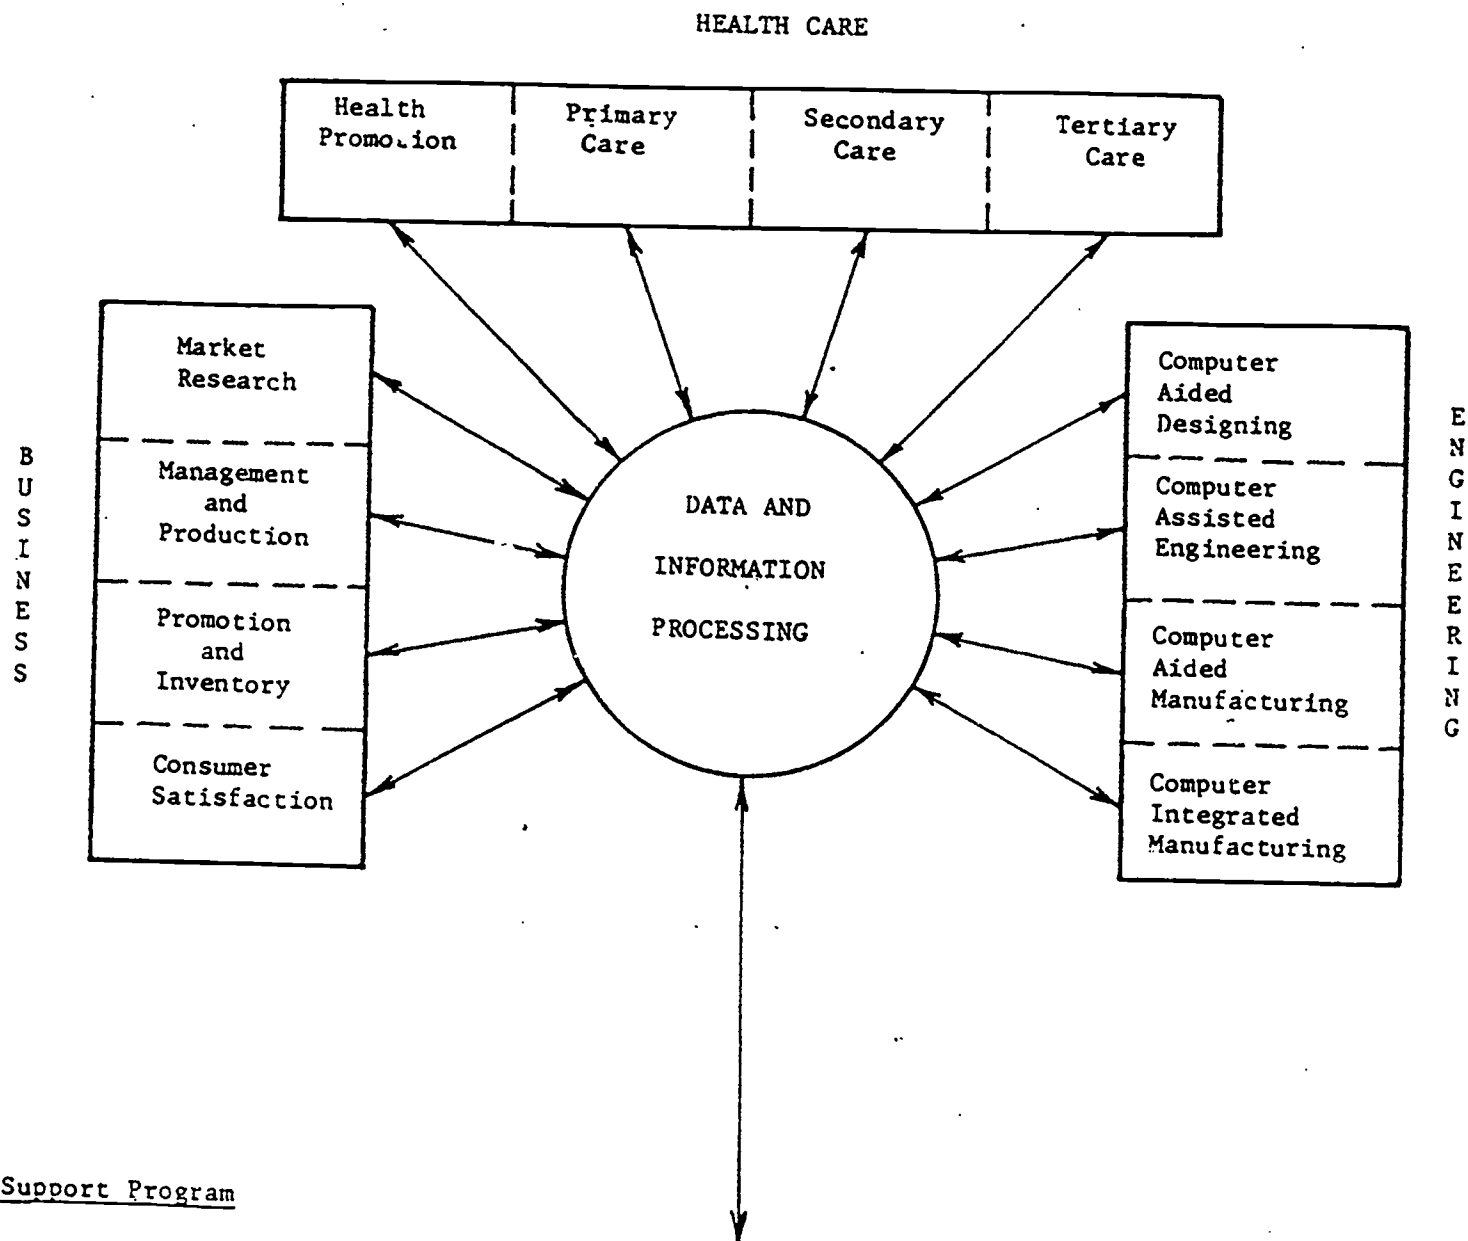 HEALTH CARE
Health
Promotion
Primary
Care
Secondary
Care
Tertiary
Care
BUSINESS
Market
Research
Management
and
Production
Promotion
and
Inventory
Consumer
Satisfaction
DATA AND
INFORMATION
PROCESSING
Computer
Aided
Designing
Computer
Assisted
Engineering
Computer
Aided
Manufacturing
Computer
Integrated
Manufacturing
ENGINEERING
Support Program